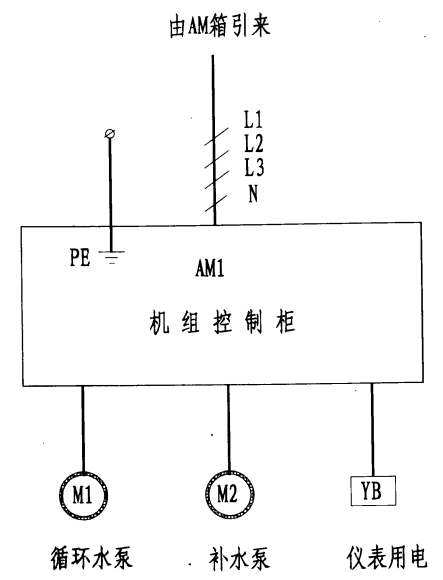 由AM箱引来
L1
L2
L3
N
PE
AM1
机组控制柜
M1 M2 YB
循环水泵 补水泵 仪表用电